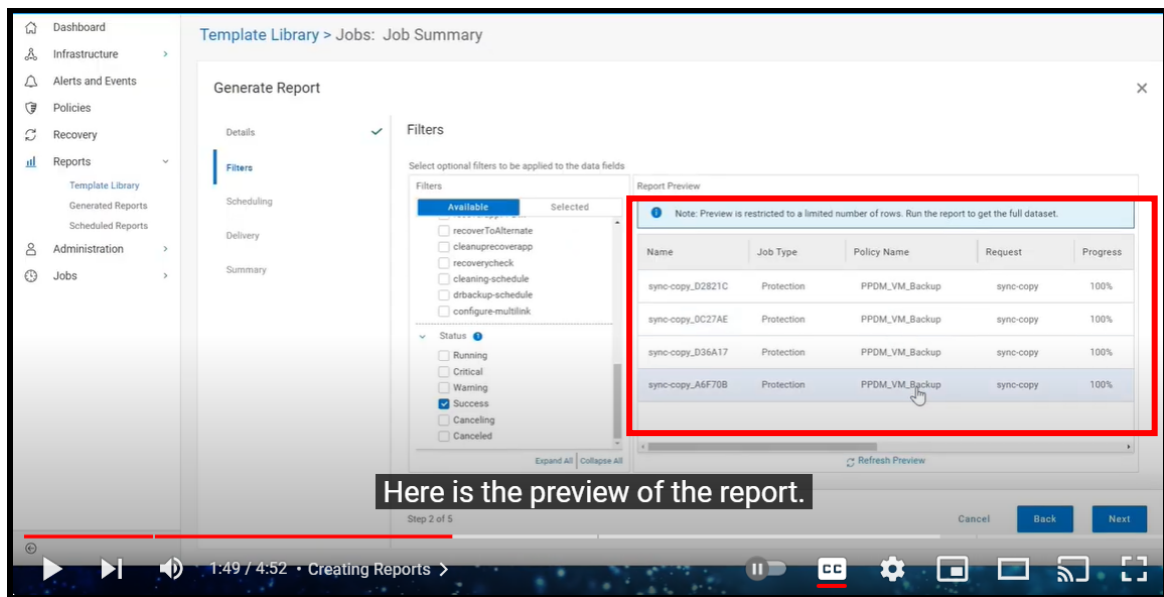 Dashboard
Infrastructure
Alerts and Events
Policies
Recovery
Reports
Template Library
Generated Reports
Scheduled Reports
Administration
Jobs
Template Library > Jobs: Job Summary
Generate Report
Details
Filters
Scheduling
Delivery
Summary
Filters
Select optional filters to be applied to the data fields
Filters
Available Selected
recoverToAlternate
cleanuprecoverapp
recoverycheck
cleaning-schedule
drbackup-schedule
configure-multilink
Status
Running
Critical
Warning
Success
Canceling
Canceled
Expand All Collapse All
Report Preview
Note: Preview is restricted to a limited number of rows. Run the report to get the full dataset.
Name Job Type Policy Name Request Progress
sync-copy_D2821C Protection PPDM_VM_Backup sync-copy 100%
sync-copy_0C27AE Protection PPDM_VM_Backup sync-copy 100%
sync-copy_D36A17 Protection PPDM_VM_Backup sync-copy 100%
sync-copy_A6F70B Protection PPDM_VM_Backup sync-copy 100%
Refresh Preview
Here is the preview of the report.
Step 2 of 5
Cancel Back Next
1:49 / 4:52 • Creating Reports
CC